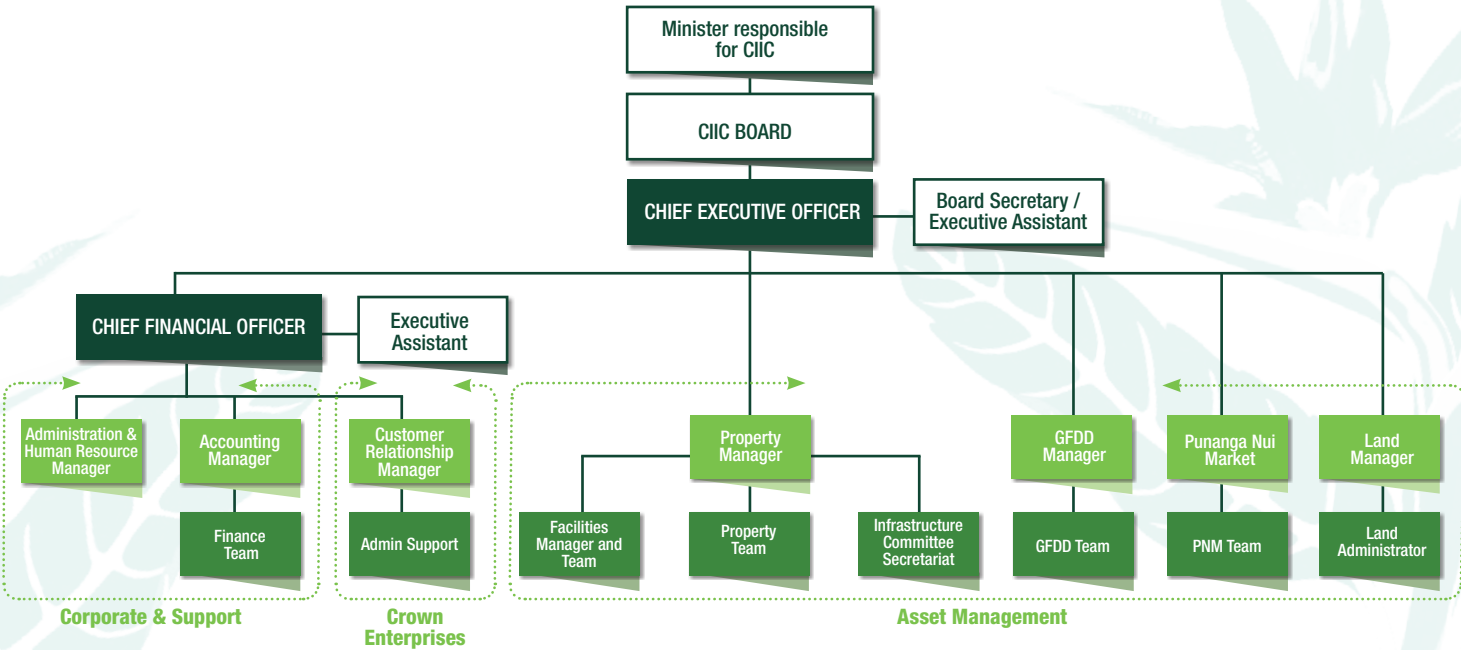 Minister responsible
for CIIC
CIIC BOARD
CHIEF EXECUTIVE OFFICER
Board Secretary /
Executive Assistant
CHIEF FINANCIAL OFFICER
Executive
Assistant
Administration &
Human Resource
Manager
Accounting
Manager
Customer
Relationship
Manager
Property
Manager
GFDD
Manager
Punanga Nui
Market
Land
Manager
Finance
Team
Admin Support
Facilities
Manager and
Team
Property
Team
Infrastructure
Committee
Secretariat
GFDD Team
PNM Team
Land
Administrator
Corporate & Support
Crown
Enterprises
Asset Management